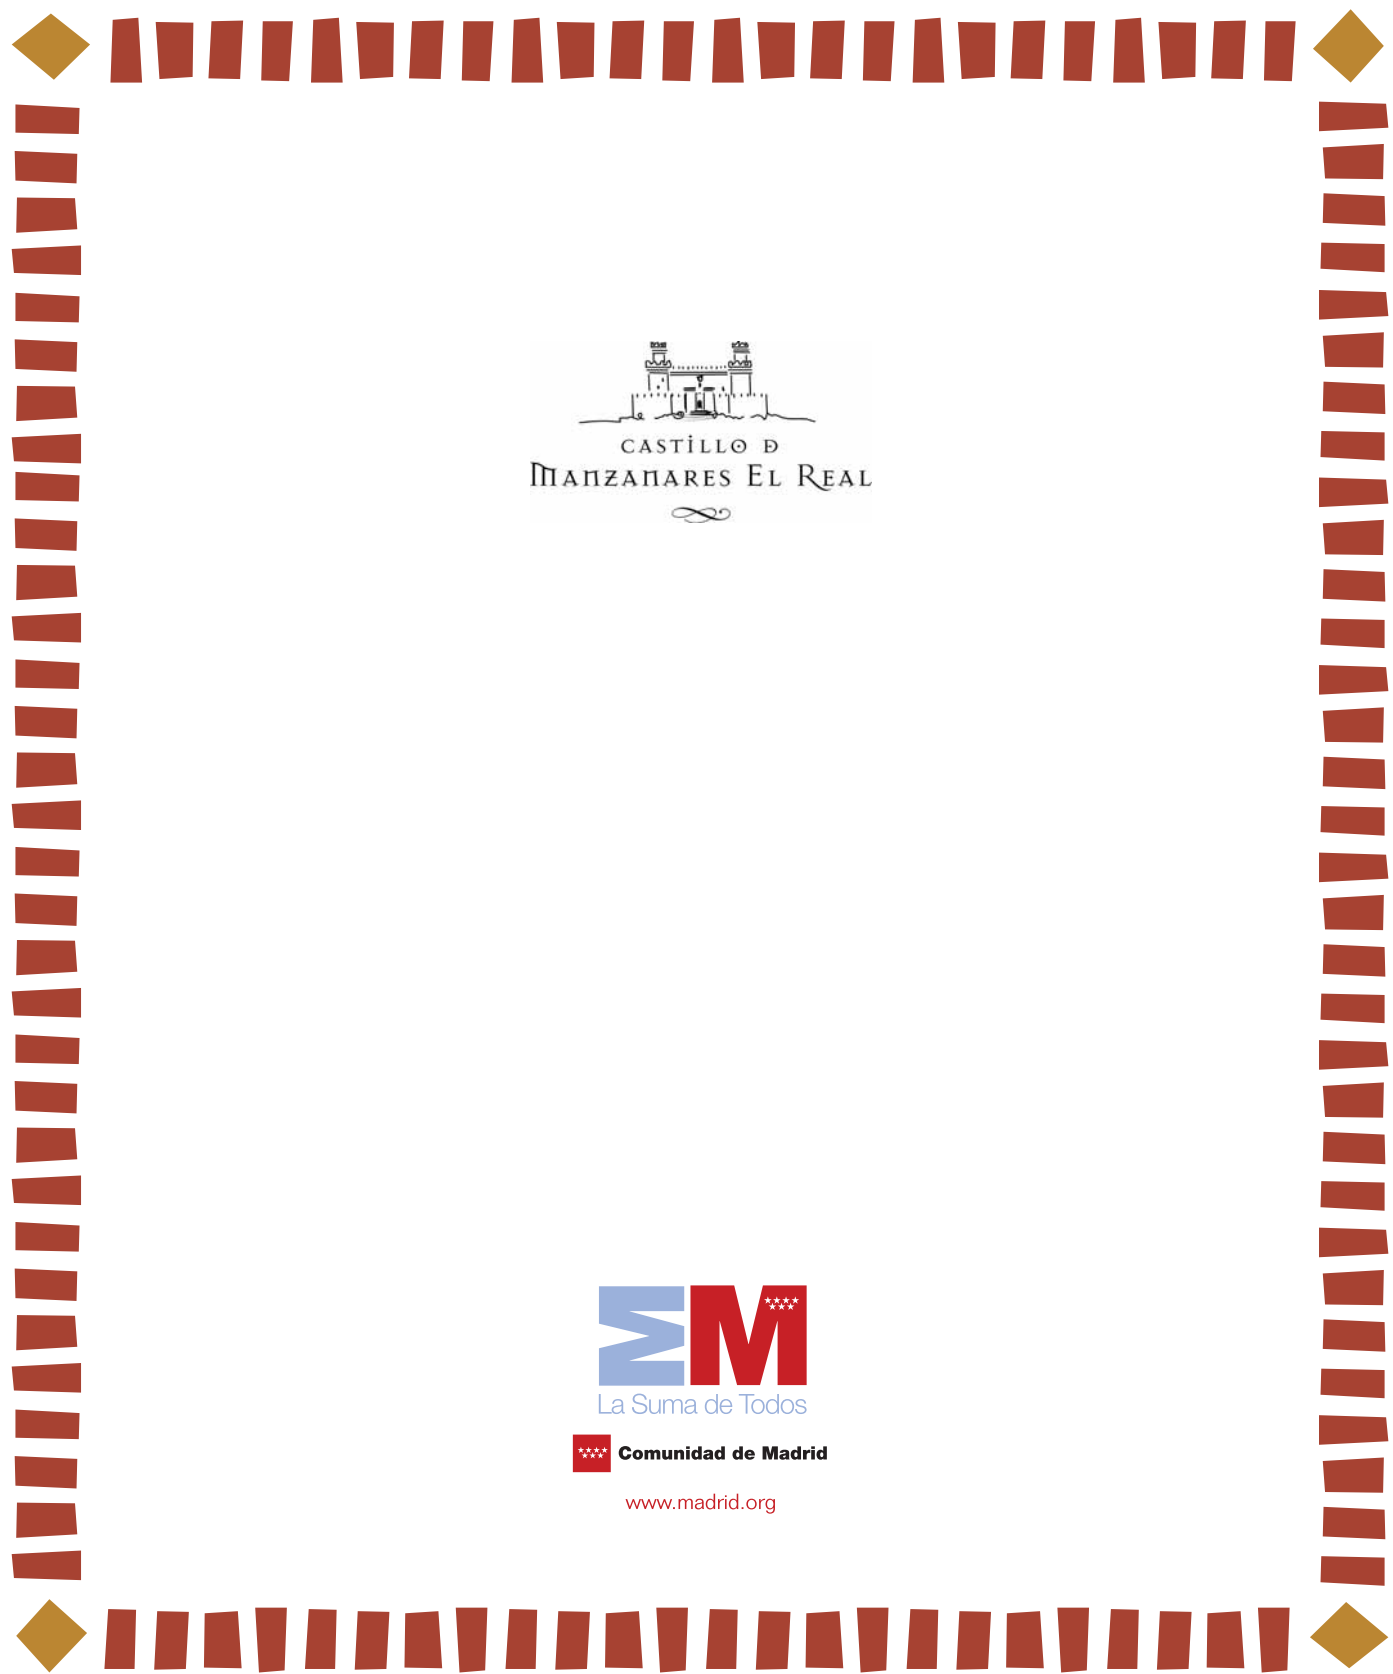 CASTILLO D
MANZANARES EL REAL
M M
La Suma de Todos
Comunidad de Madrid
www.madrid.org